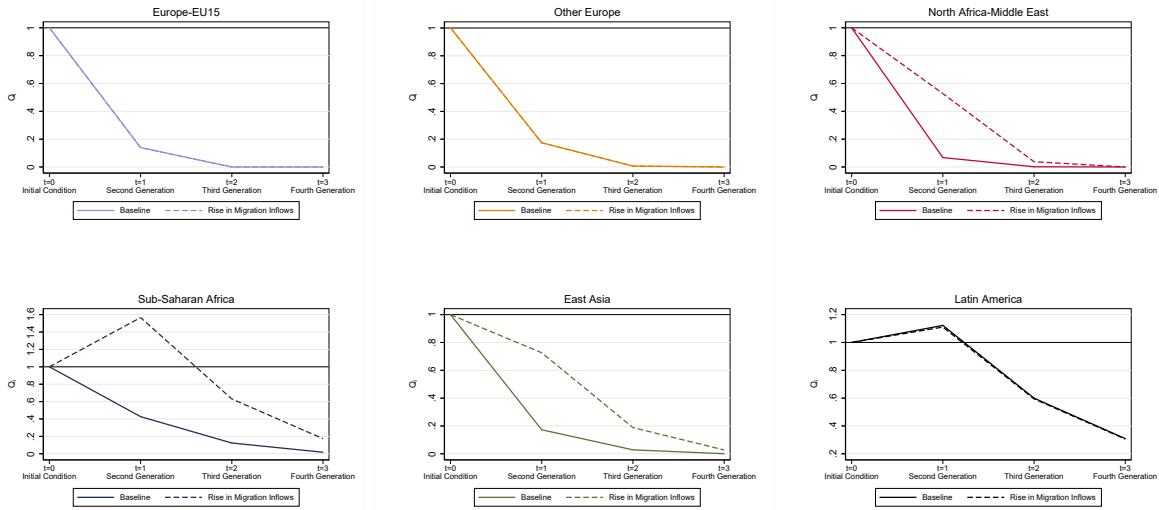 Europe-EU15
Qᵢ
0 .2 .4 .6 .8 1
t=0 t=1 t=2 t=3
Initial Condition Second Generation Third Generation Fourth Generation
Baseline Rise in Migration Inflows
Other Europe
Qᵢ
0 .2 .4 .6 .8 1
t=0 t=1 t=2 t=3
Initial Condition Second Generation Third Generation Fourth Generation
Baseline Rise in Migration Inflows
North Africa-Middle East
Qᵢ
0 .2 .4 .6 .8 1
t=0 t=1 t=2 t=3
Initial Condition Second Generation Third Generation Fourth Generation
Baseline Rise in Migration Inflows
Sub-Saharan Africa
Qᵢ
0 .2 .4 .6 .8 1 1.2 1.4 1.6
t=0 t=1 t=2 t=3
Initial Condition Second Generation Third Generation Fourth Generation
Baseline Rise in Migration Inflows
East Asia
Qᵢ
0 .2 .4 .6 .8 1
t=0 t=1 t=2 t=3
Initial Condition Second Generation Third Generation Fourth Generation
Baseline Rise in Migration Inflows
Latin America
Qᵢ
.2 .4 .6 .8 1 1.2
t=0 t=1 t=2 t=3
Initial Condition Second Generation Third Generation Fourth Generation
Baseline Rise in Migration Inflows